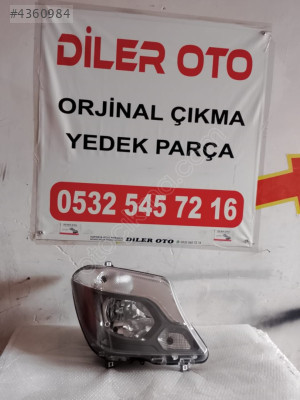 #4360984
DİLER OTO
ORJİNAL ÇIKMA
YEDEK PARÇA
0532 545 72 16
DİLER OTO